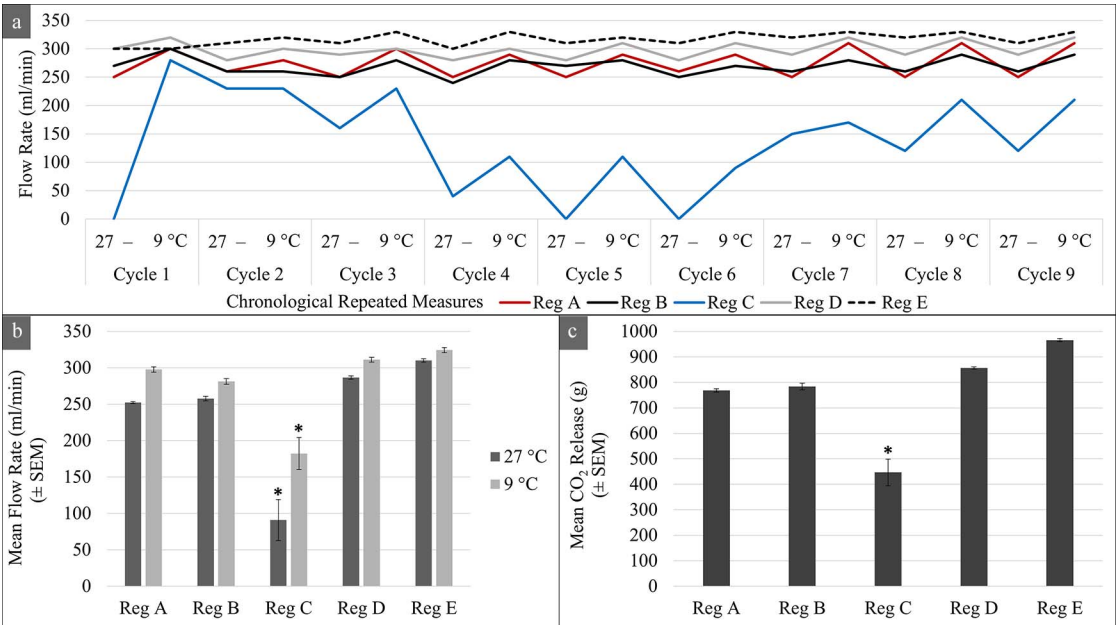 a
Flow Rate (ml/min)
350
300
250
200
150
100
50
0
27 – 9 °C 27 – 9 °C 27 – 9 °C 27 – 9 °C 27 – 9 °C 27 – 9 °C 27 – 9 °C 27 – 9 °C 27 – 9 °C
Cycle 1 Cycle 2 Cycle 3 Cycle 4 Cycle 5 Cycle 6 Cycle 7 Cycle 8 Cycle 9
Chronological Repeated Measures Reg A Reg B Reg C Reg D Reg E
b
Mean Flow Rate (ml/min)
(± SEM)
350
300
250
200
150
100
50
0
* *
Reg A Reg B Reg C Reg D Reg E
27 °C
9 °C
c
Mean CO₂ Release (g)
(± SEM)
1000
900
800
700
600
500
400
300
200
100
0
*
Reg A Reg B Reg C Reg D Reg E